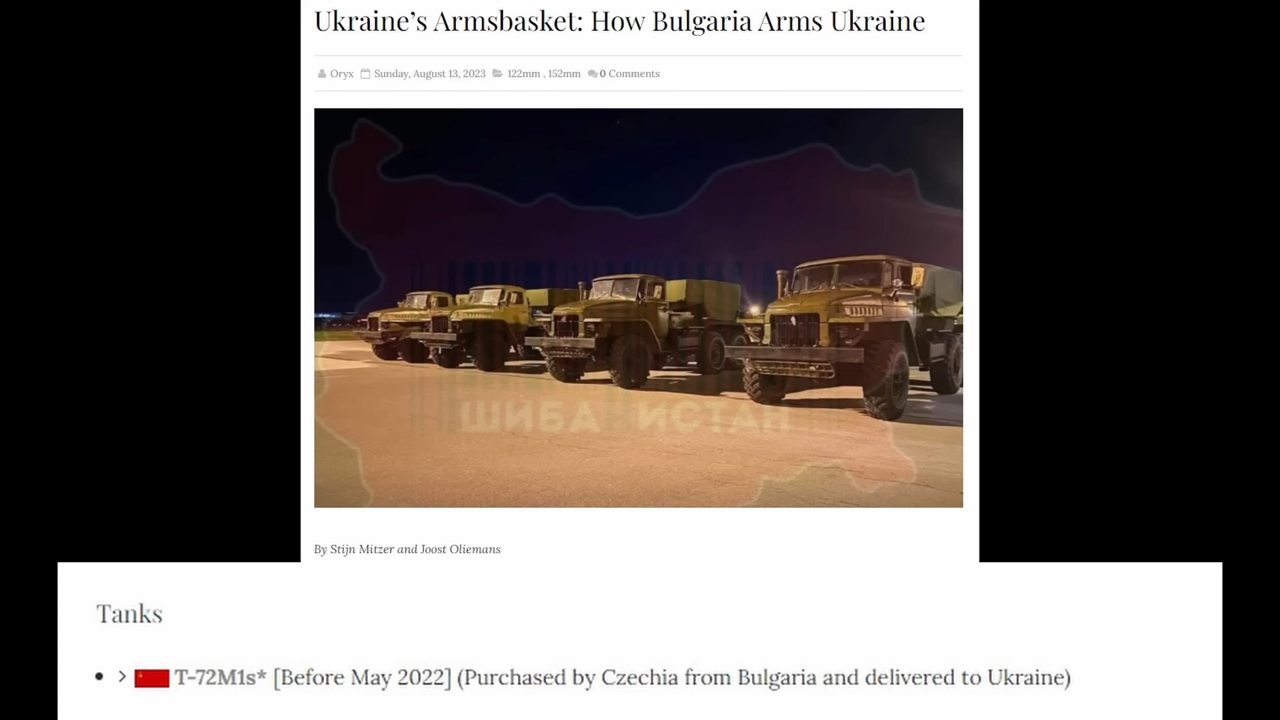 Ukraine’s Armsbasket: How Bulgaria Arms Ukraine
Oryx Sunday, August 13, 2023 122mm , 152mm 0 Comments
ШИБА ИСТАН
By Stijn Mitzer and Joost Oliemans
Tanks
T-72M1s* [Before May 2022] (Purchased by Czechia from Bulgaria and delivered to Ukraine)